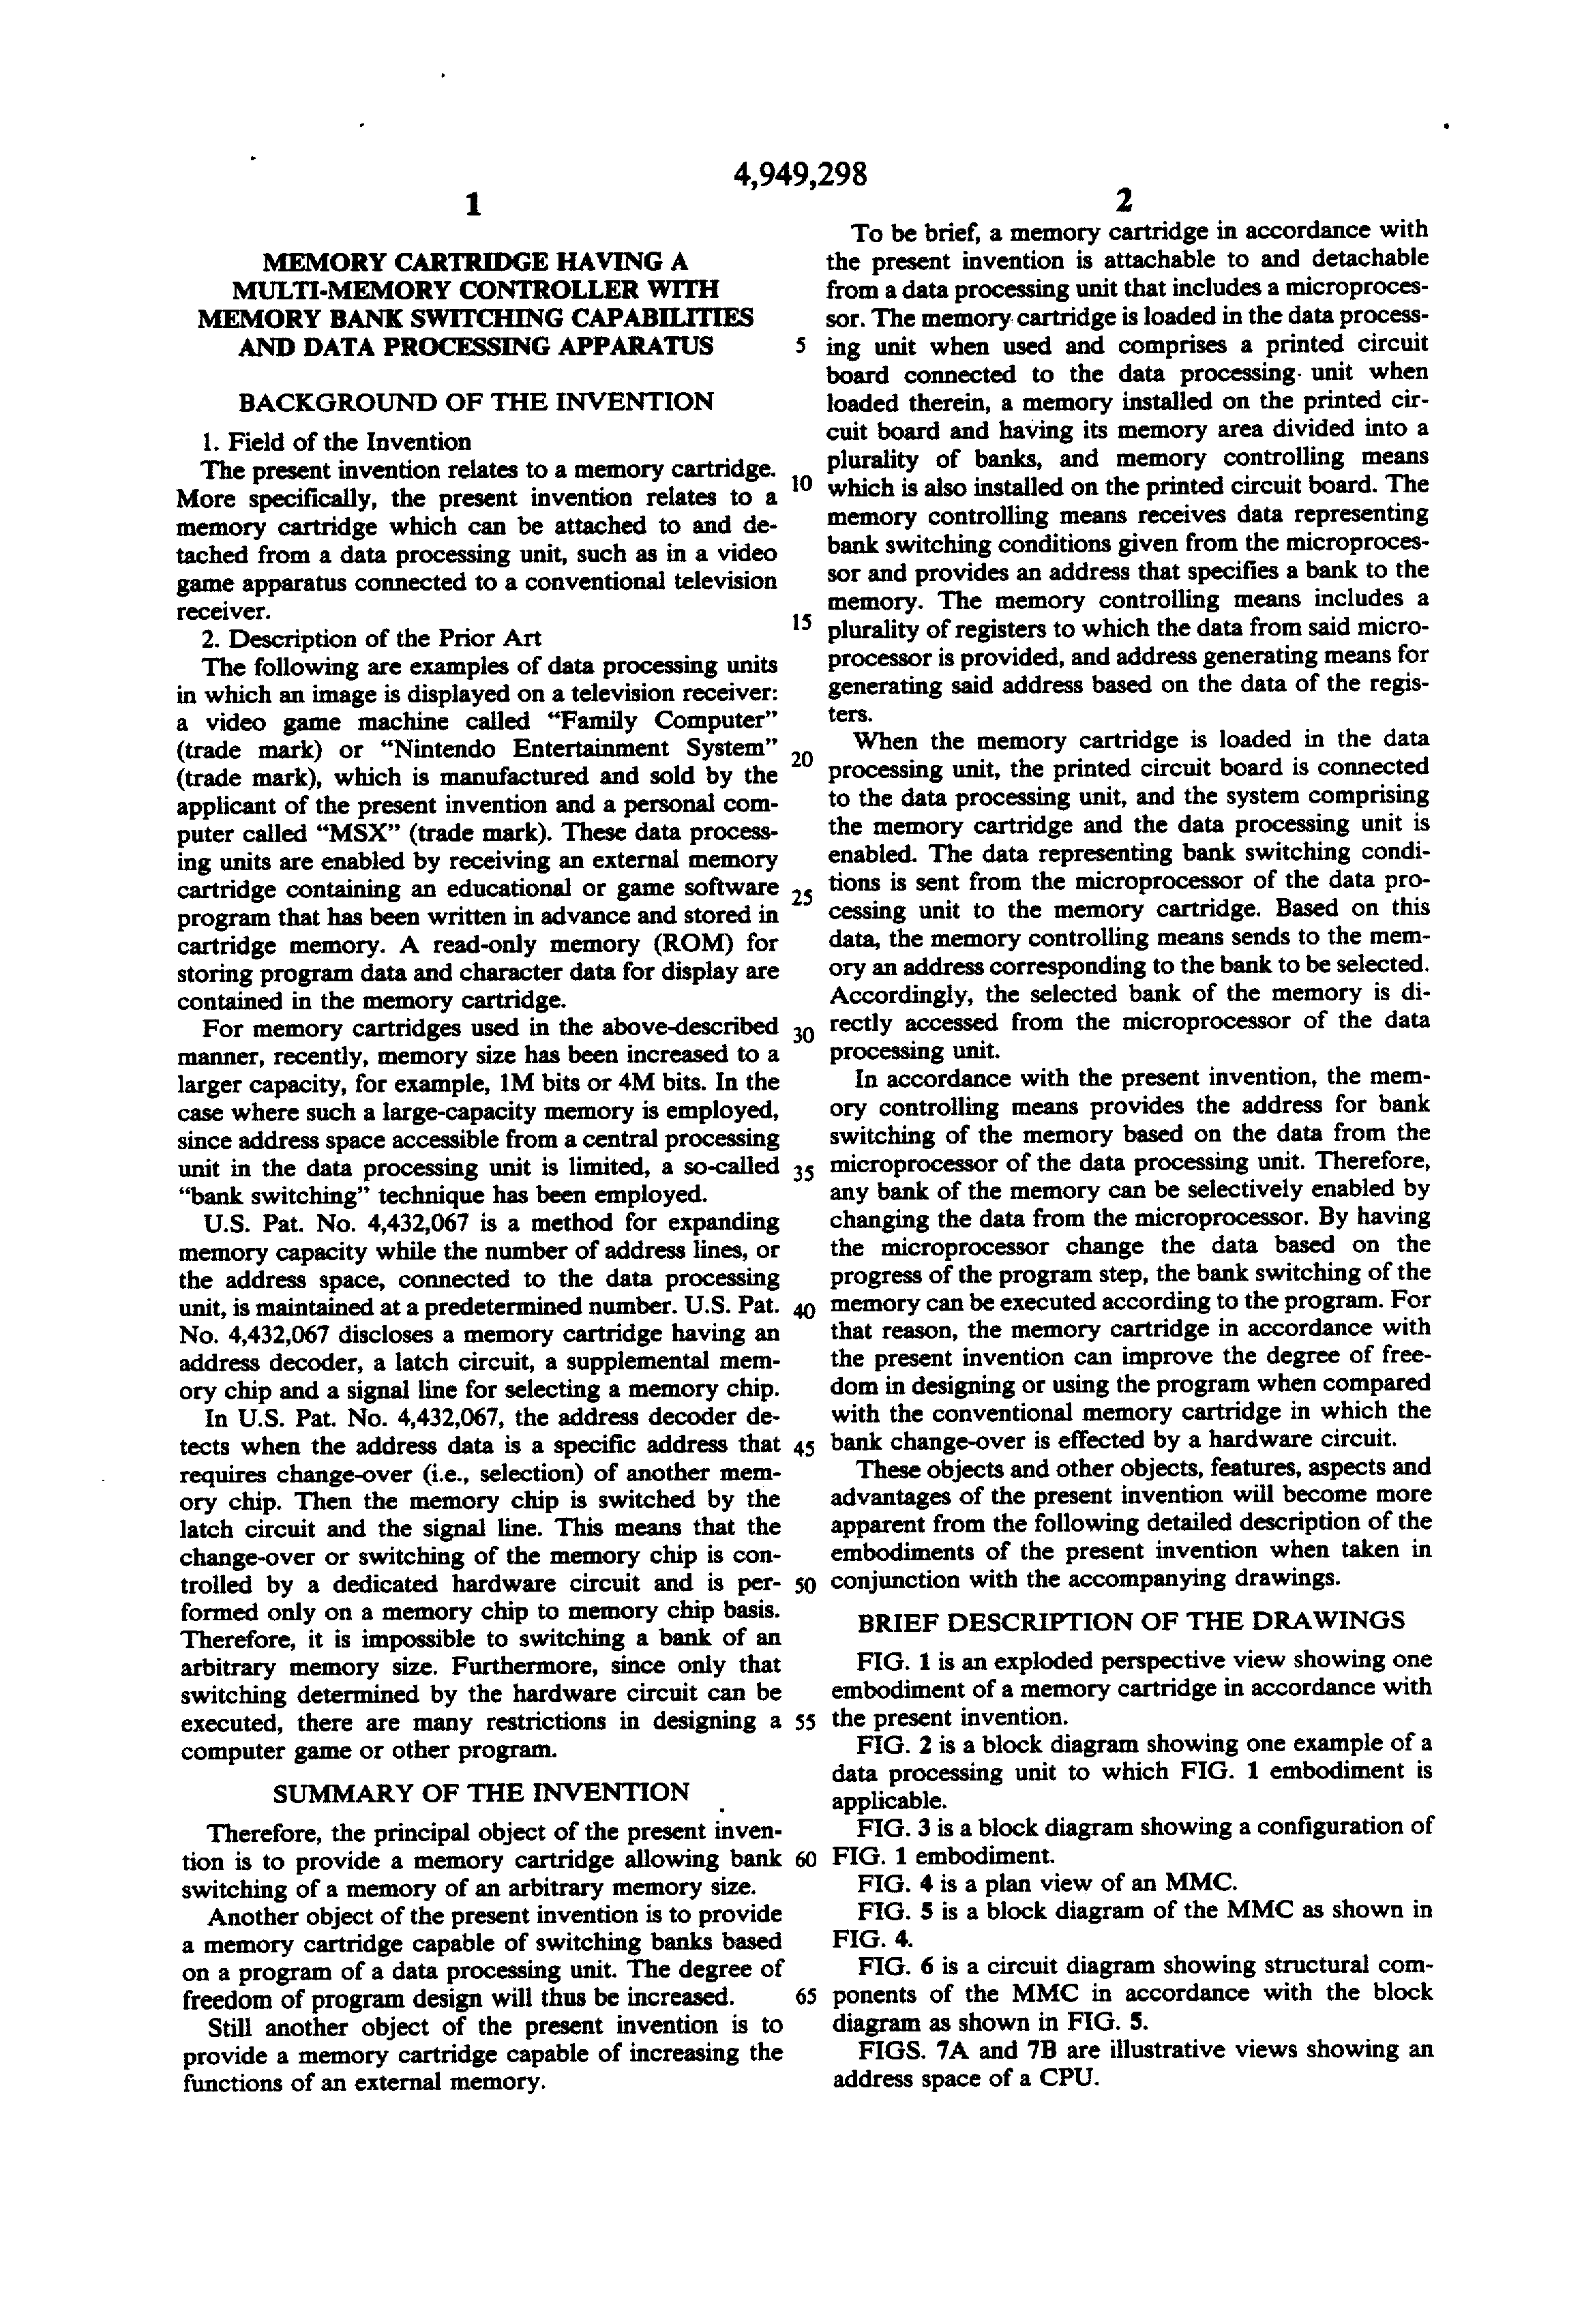 4,949,298
1
MEMORY CARTRIDGE HAVING A
MULTI-MEMORY CONTROLLER WITH
MEMORY BANK SWITCHING CAPABILITIES
AND DATA PROCESSING APPARATUS
BACKGROUND OF THE INVENTION
1. Field of the Invention
The present invention relates to a memory cartridge.
More specifically, the present invention relates to a
memory cartridge which can be attached to and de-
tached from a data processing unit, such as in a video
game apparatus connected to a conventional television
receiver.
2. Description of the Prior Art
The following are examples of data processing units
in which an image is displayed on a television receiver:
a video game machine called “Family Computer”
(trade mark) or “Nintendo Entertainment System”
(trade mark), which is manufactured and sold by the
applicant of the present invention and a personal com-
puter called “MSX” (trade mark). These data process-
ing units are enabled by receiving an external memory
cartridge containing an educational or game software
program that has been written in advance and stored in
cartridge memory. A read-only memory (ROM) for
storing program data and character data for display are
contained in the memory cartridge.
For memory cartridges used in the above-described
manner, recently, memory size has been increased to a
larger capacity, for example, 1M bits or 4M bits. In the
case where such a large-capacity memory is employed,
since address space accessible from a central processing
unit in the data processing unit is limited, a so-called
“bank switching” technique has been employed.
U.S. Pat. No. 4,432,067 is a method for expanding
memory capacity while the number of address lines, or
the address space, connected to the data processing
unit, is maintained at a predetermined number. U.S. Pat.
No. 4,432,067 discloses a memory cartridge having an
address decoder, a latch circuit, a supplemental mem-
ory chip and a signal line for selecting a memory chip.
In U.S. Pat. No. 4,432,067, the address decoder de-
tects when the address data is a specific address that
requires change-over (i.e., selection) of another mem-
ory chip. Then the memory chip is switched by the
latch circuit and the signal line. This means that the
change-over or switching of the memory chip is con-
trolled by a dedicated hardware circuit and is per-
formed only on a memory chip to memory chip basis.
Therefore, it is impossible to switching a bank of an
arbitrary memory size. Furthermore, since only that
switching determined by the hardware circuit can be
executed, there are many restrictions in designing a
computer game or other program.
SUMMARY OF THE INVENTION
Therefore, the principal object of the present inven-
tion is to provide a memory cartridge allowing bank
switching of a memory of an arbitrary memory size.
Another object of the present invention is to provide
a memory cartridge capable of switching banks based
on a program of a data processing unit. The degree of
freedom of program design will thus be increased.
Still another object of the present invention is to
provide a memory cartridge capable of increasing the
functions of an external memory.
5
10
15
20
25
30
35
40
45
50
55
60
65
2
To be brief, a memory cartridge in accordance with
the present invention is attachable to and detachable
from a data processing unit that includes a microproces-
sor. The memory cartridge is loaded in the data process-
ing unit when used and comprises a printed circuit
board connected to the data processing unit when
loaded therein, a memory installed on the printed cir-
cuit board and having its memory area divided into a
plurality of banks, and memory controlling means
which is also installed on the printed circuit board. The
memory controlling means receives data representing
bank switching conditions given from the microproces-
sor and provides an address that specifies a bank to the
memory. The memory controlling means includes a
plurality of registers to which the data from said micro-
processor is provided, and address generating means for
generating said address based on the data of the regis-
ters.
When the memory cartridge is loaded in the data
processing unit, the printed circuit board is connected
to the data processing unit, and the system comprising
the memory cartridge and the data processing unit is
enabled. The data representing bank switching condi-
tions is sent from the microprocessor of the data pro-
cessing unit to the memory cartridge. Based on this
data, the memory controlling means sends to the mem-
ory an address corresponding to the bank to be selected.
Accordingly, the selected bank of the memory is di-
rectly accessed from the microprocessor of the data
processing unit.
In accordance with the present invention, the mem-
ory controlling means provides the address for bank
switching of the memory based on the data from the
microprocessor of the data processing unit. Therefore,
any bank of the memory can be selectively enabled by
changing the data from the microprocessor. By having
the microprocessor change the data based on the
progress of the program step, the bank switching of the
memory can be executed according to the program. For
that reason, the memory cartridge in accordance with
the present invention can improve the degree of free-
dom in designing or using the program when compared
with the conventional memory cartridge in which the
bank change-over is effected by a hardware circuit.
These objects and other objects, features, aspects and
advantages of the present invention will become more
apparent from the following detailed description of the
embodiments of the present invention when taken in
conjunction with the accompanying drawings.
BRIEF DESCRIPTION OF THE DRAWINGS
FIG. 1 is an exploded perspective view showing one
embodiment of a memory cartridge in accordance with
the present invention.
FIG. 2 is a block diagram showing one example of a
data processing unit to which FIG. 1 embodiment is
applicable.
FIG. 3 is a block diagram showing a configuration of
FIG. 1 embodiment.
FIG. 4 is a plan view of an MMC.
FIG. 5 is a block diagram of the MMC as shown in
FIG. 4.
FIG. 6 is a circuit diagram showing structural com-
ponents of the MMC in accordance with the block
diagram as shown in FIG. 5.
FIGS. 7A and 7B are illustrative views showing an
address space of a CPU.